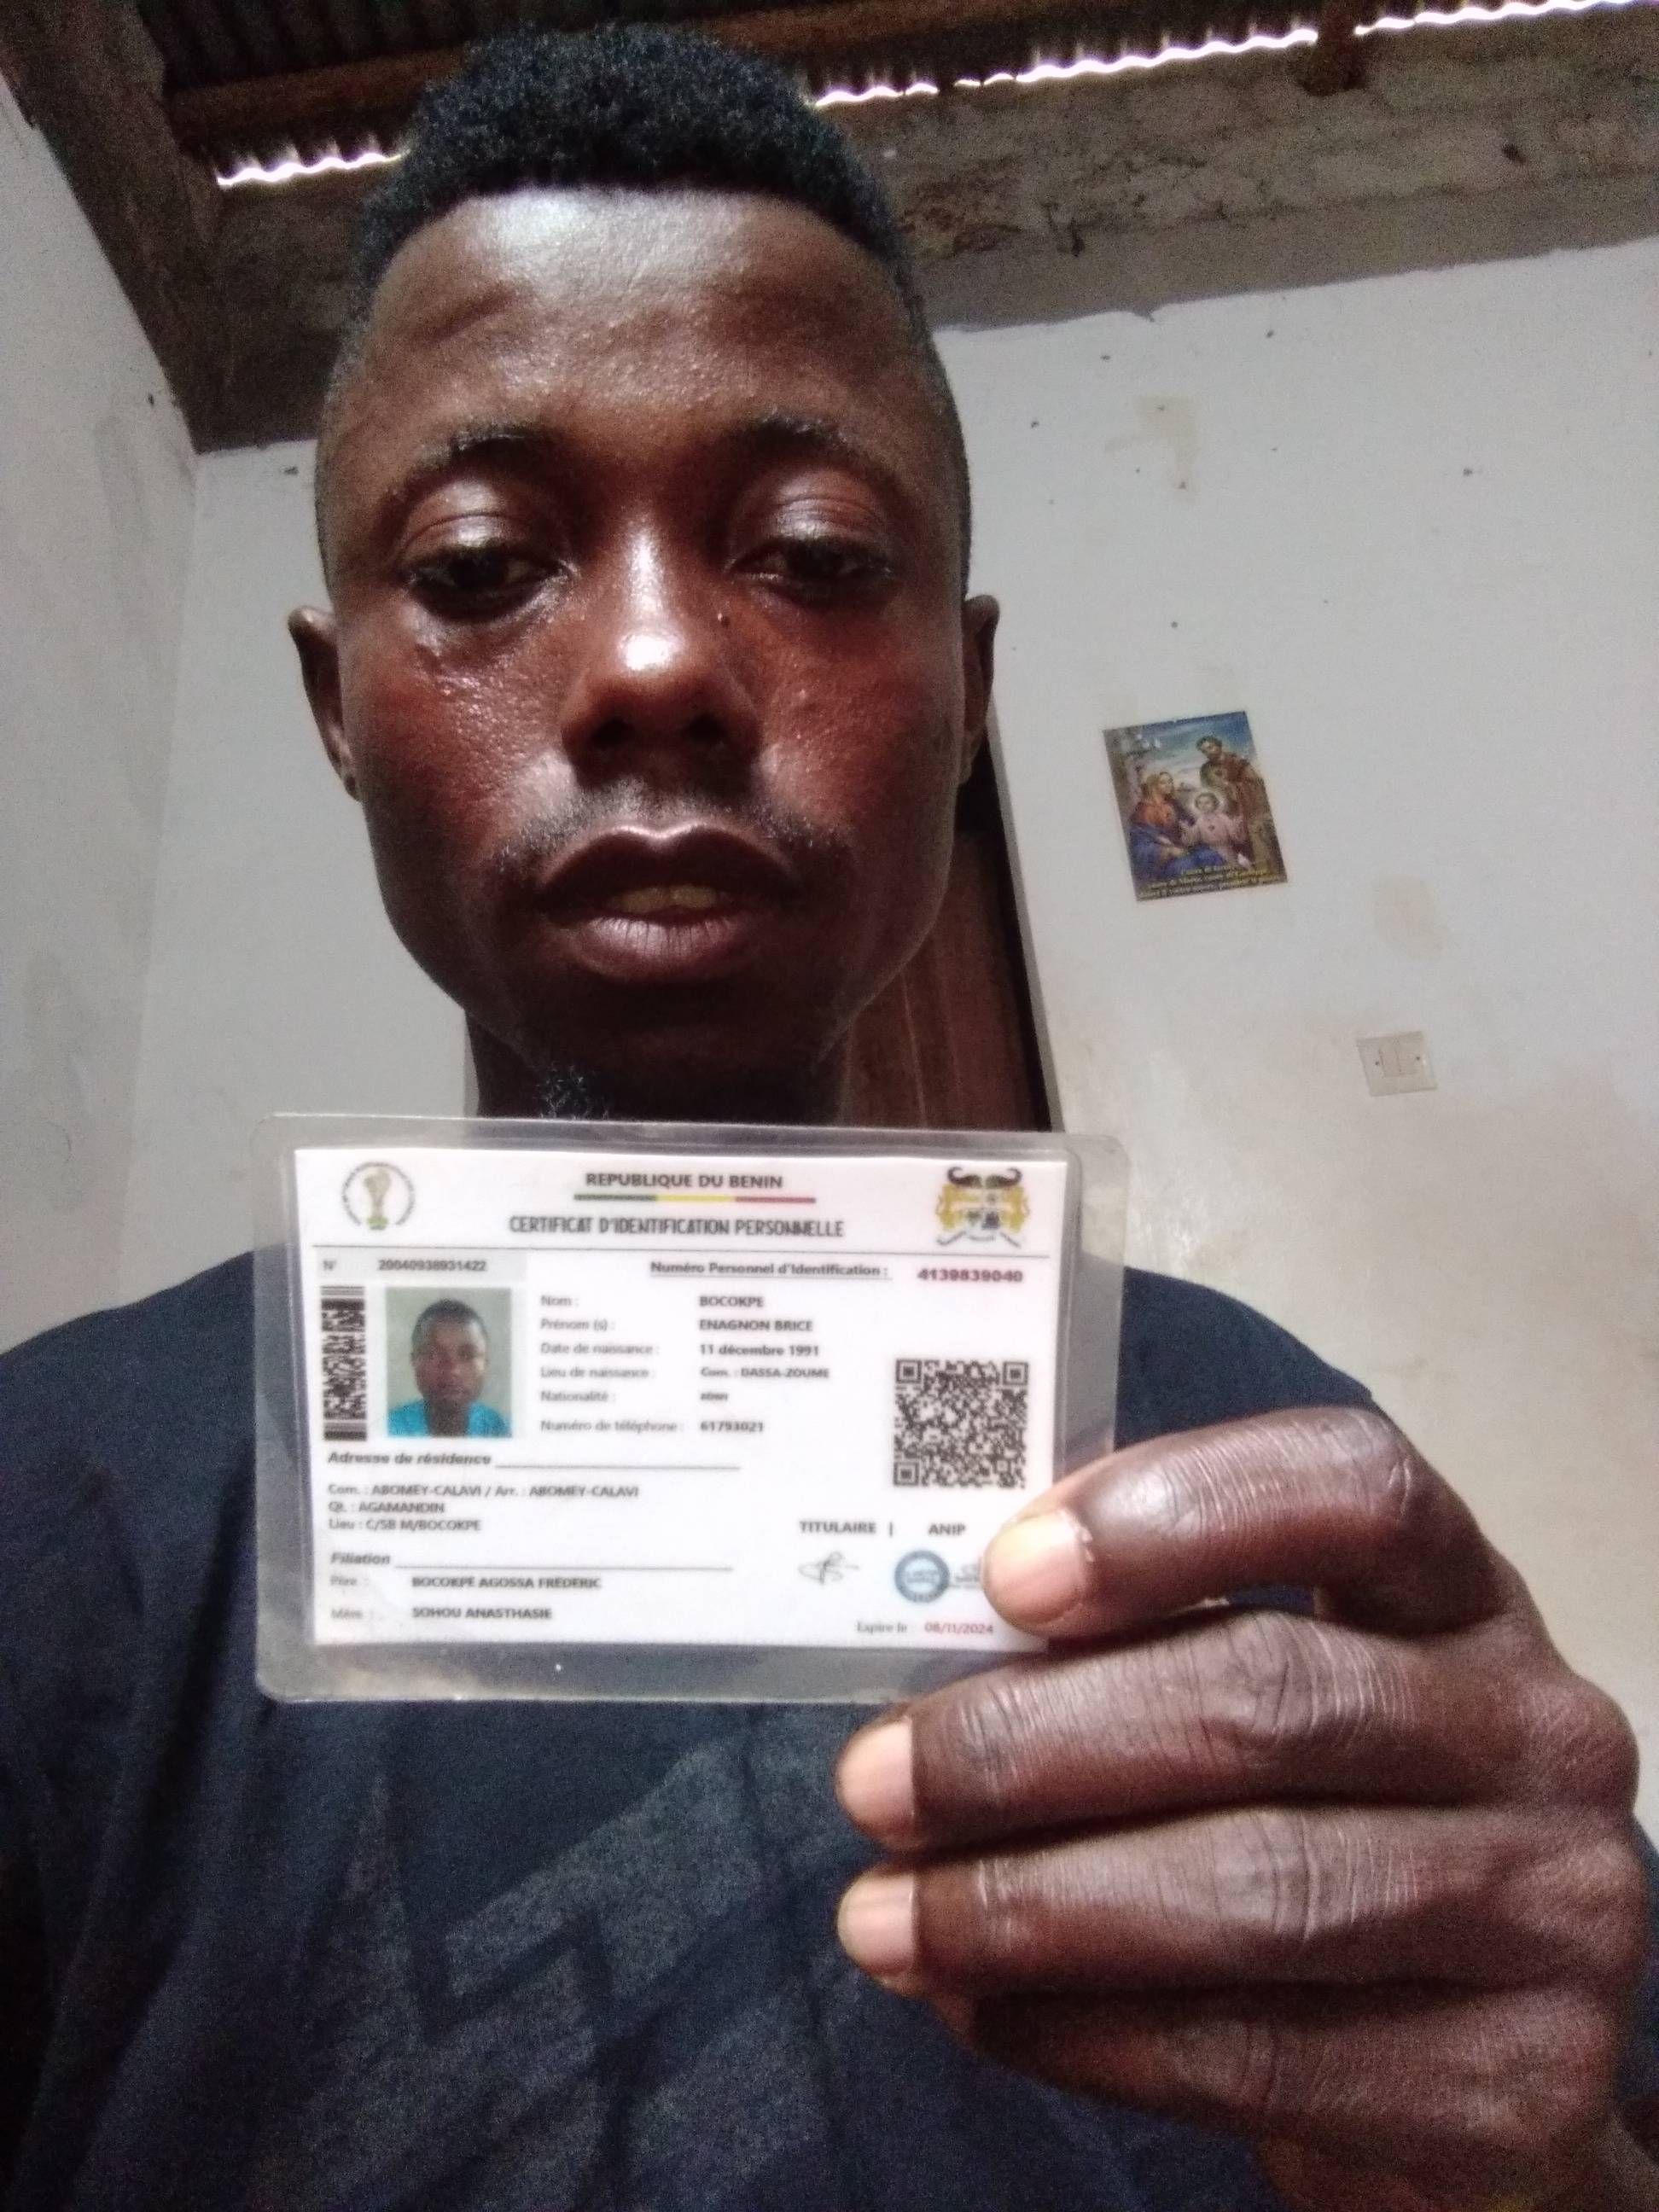 REPUBLIQUE DU BENIN
CERTIFICAT D'IDENTIFICATION PERSONNELLE
N° 20040938931422
Numéro Personnel d'Identification : 4139839040
Nom : BOCOKPE
Prénom (s) : ENAGNON BRICE
Date de naissance : 11 décembre 1991
Lieu de naissance : Com. : DASSA-ZOUME
Nationalité :
Numéro de téléphone : 61793021
Adresse de résidence
Com. : ABOMEY-CALAVI / Arr. : ABOMEY-CALAVI
Qt. : AGAMANDIN
Lieu : C/SB M/BOCOKPE
TITULAIRE | ANIP
Filiation
Père : BOCOKPE AGOSSA FREDERIC
Mère : SOHOU ANASTHASIE
Expire le : 08/11/2024